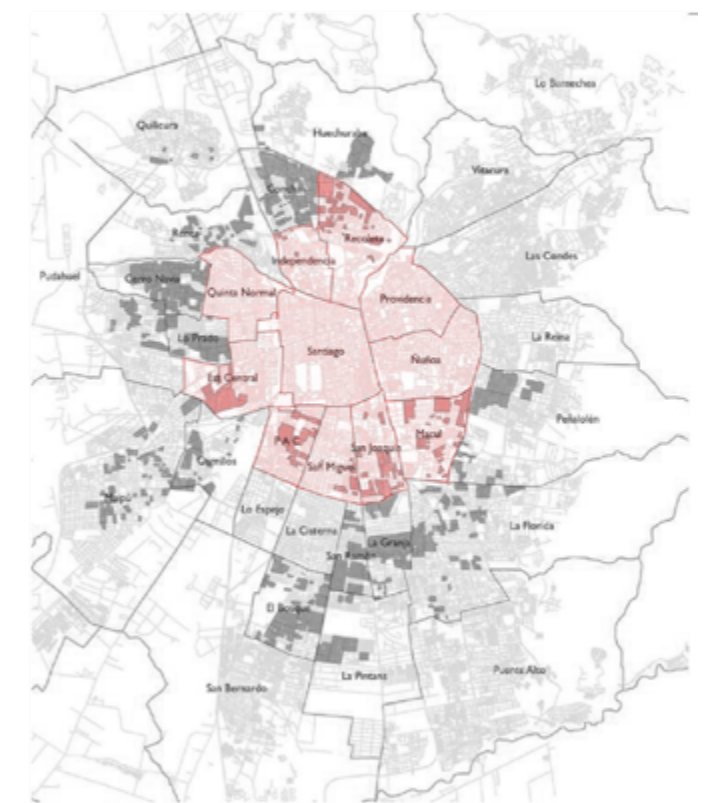 Lo Barnechea
Quilicura
Huechuraba
Vitacura
Conchalí
Renca
Recoleta
Independencia
Las Condes
Pudahuel
Cerro Navia
Quinta Normal
Providencia
Lo Prado
Santiago
Ñuñoa
La Reina
Est Central
Peñalolén
P.A.C.
San Joaquín
Macul
San Miguel
Cerrillos
Maipú
Lo Espejo
La Cisterna
La Granja
La Florida
San Ramón
El Bosque
La Pintana
Puente Alto
San Bernardo